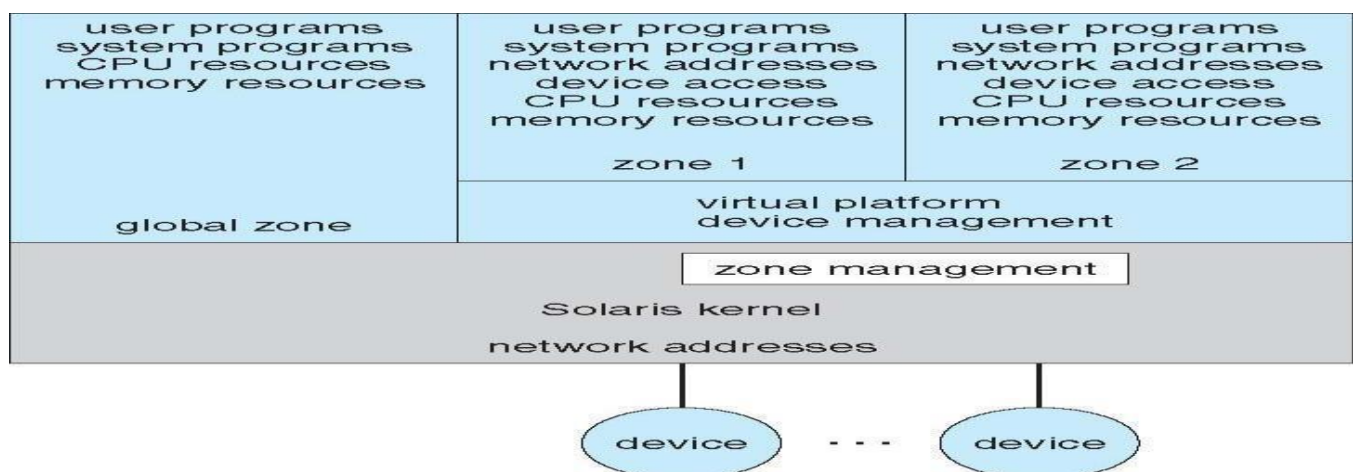 user programs
system programs
CPU resources
memory resources
global zone
user programs
system programs
network addresses
device access
CPU resources
memory resources
zone 1
user programs
system programs
network addresses
device access
CPU resources
memory resources
zone 2
virtual platform
device management
zone management
Solaris kernel
network addresses
device
. . .
device